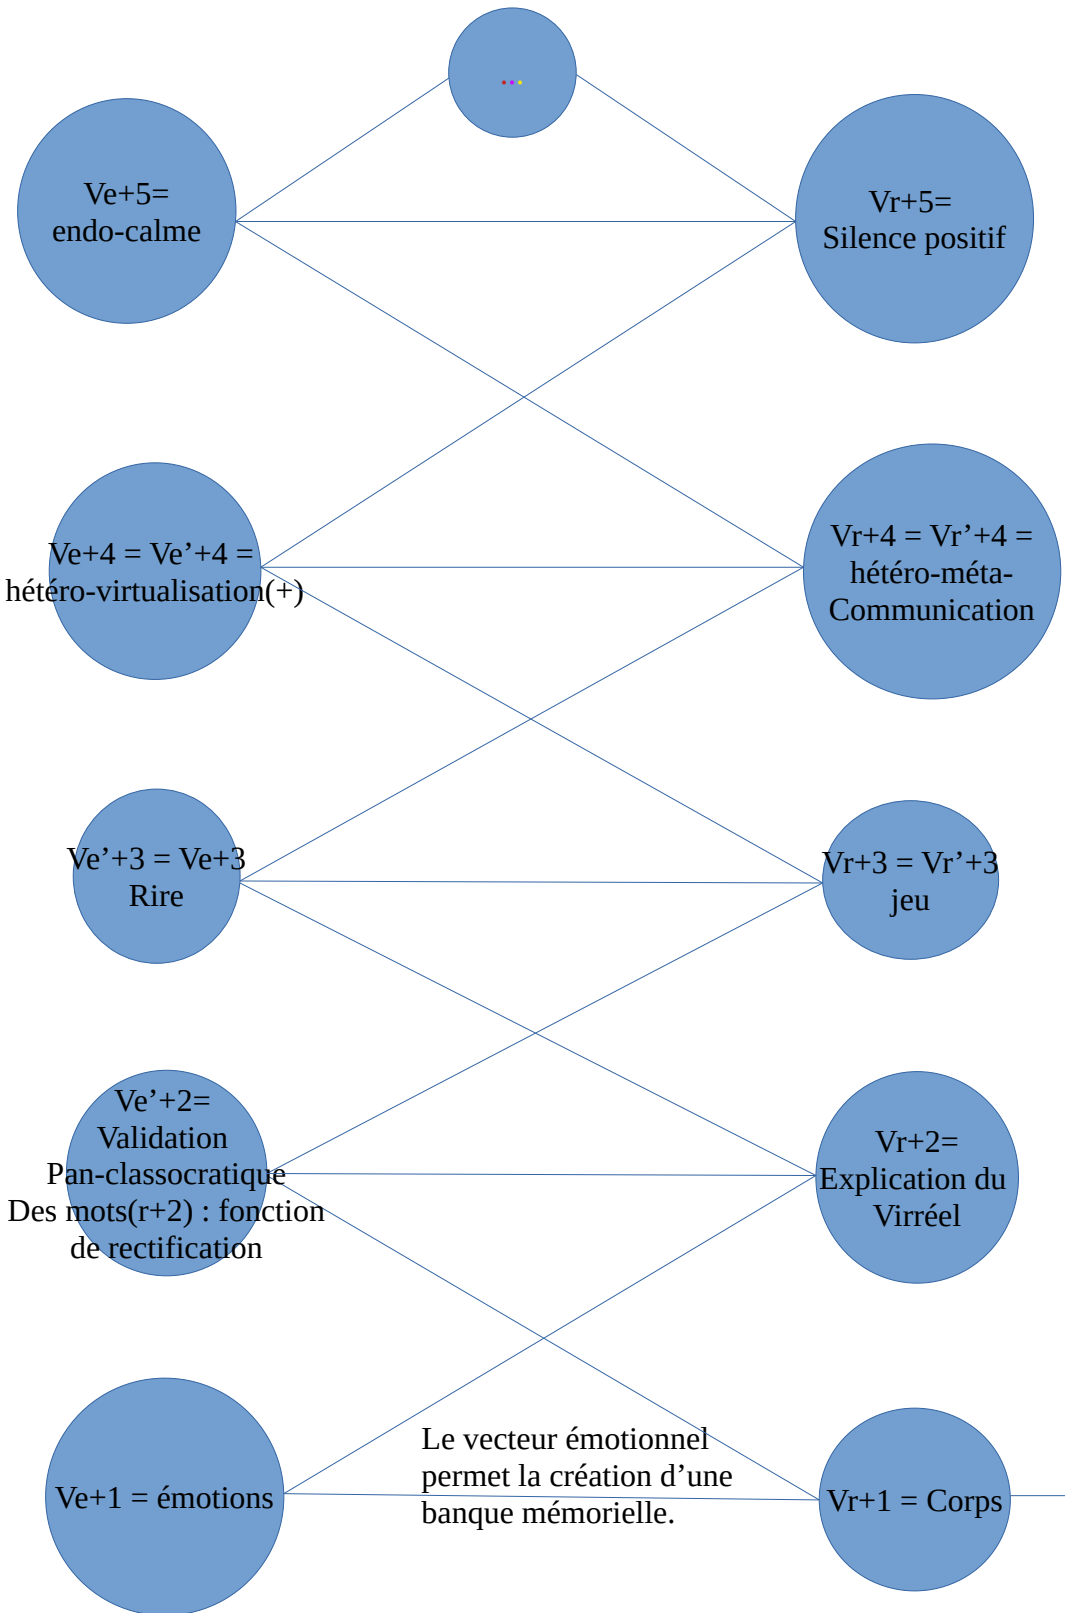 ...
Ve+5=
endo-calme
Vr+5=
Silence positif
Ve+4 = Ve’+4 =
hétéro-virtualisation(+)
Vr+4 = Vr’+4 =
hétéro-méta-
Communication
Ve’+3 = Ve+3
Rire
Vr+3 = Vr’+3
jeu
Ve’+2=
Validation
Pan-classocratique
Des mots(r+2) : fonction
de rectification
Vr+2=
Explication du
Virréel
Le vecteur émotionnel
permet la création d’une
banque mémorielle.
Ve+1 = émotions
Vr+1 = Corps